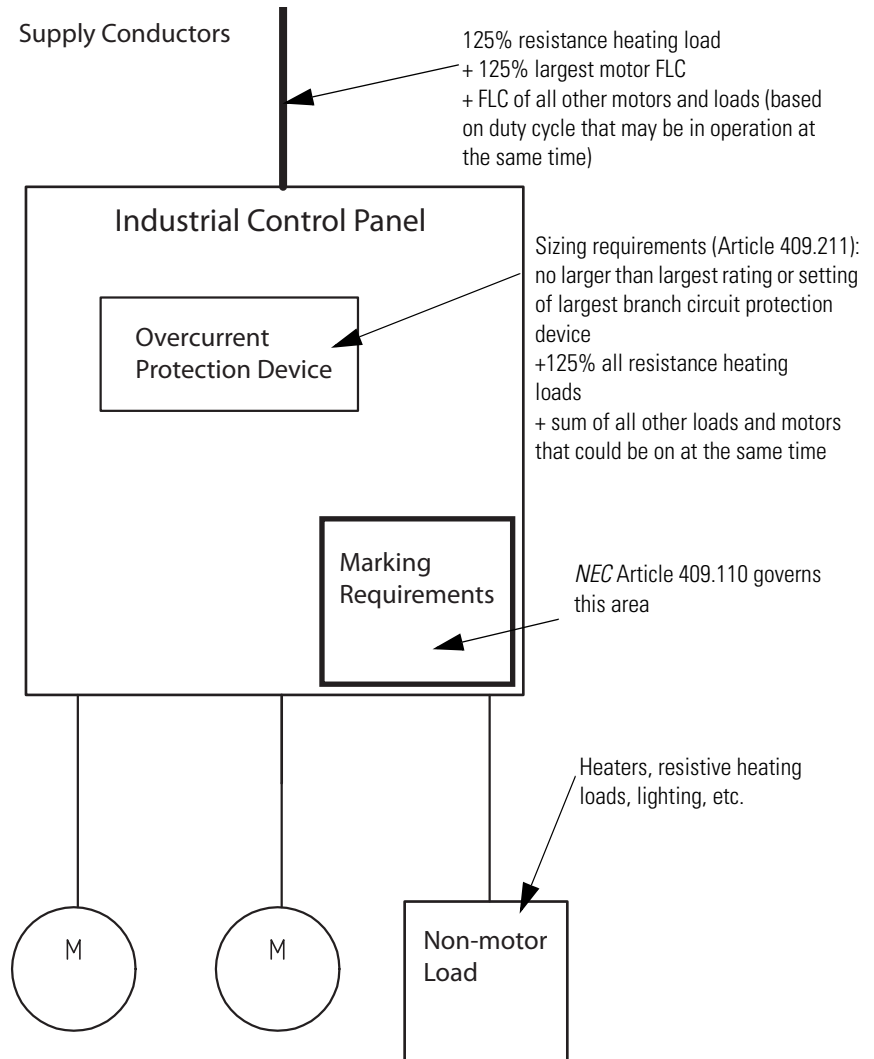 Supply Conductors
125% resistance heating load
+ 125% largest motor FLC
+ FLC of all other motors and loads (based
on duty cycle that may be in operation at
the same time)
Industrial Control Panel
Sizing requirements (Article 409.211):
no larger than largest rating or setting
of largest branch circuit protection
device
+125% all resistance heating
loads
+ sum of all other loads and motors
that could be on at the same time
Overcurrent
Protection Device
Marking
Requirements
NEC Article 409.110 governs
this area
Heaters, resistive heating
loads, lighting, etc.
M
M
Non-motor
Load